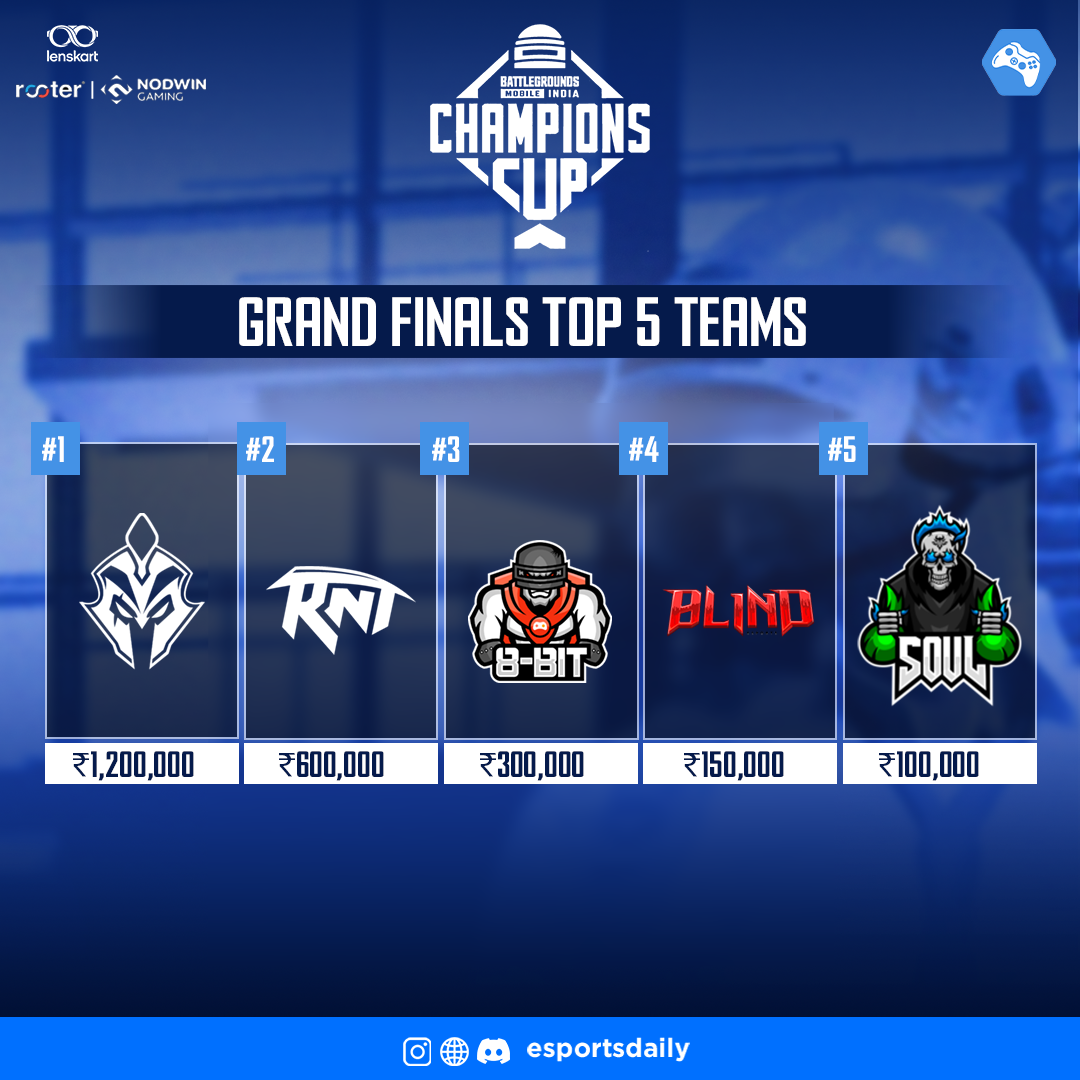 lenskart
rooter | NODWIN
GAMING
BATTLEGROUNDS
MOBILE INDIA
CHAMPIONS
CUP
GRAND FINALS TOP 5 TEAMS
#1 #2 #3 #4 #5
RNT
8-BIT
BLIND
SOUL
₹1,200,000 ₹600,000 ₹300,000 ₹150,000 ₹100,000
esportsdaily